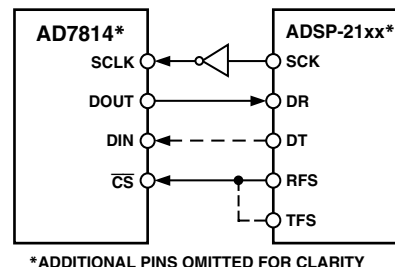 AD7814*
ADSP-21xx*
SCLK
SCK
DOUT
DR
DIN
DT
CS
RFS
TFS
*ADDITIONAL PINS OMITTED FOR CLARITY